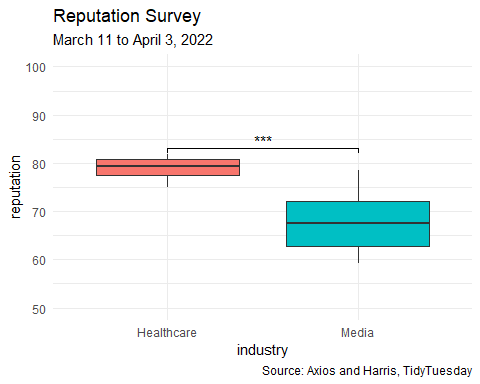 Reputation Survey
March 11 to April 3, 2022
100
90
80
70
60
50
reputation
***
Healthcare
Media
industry
Source: Axios and Harris, TidyTuesday